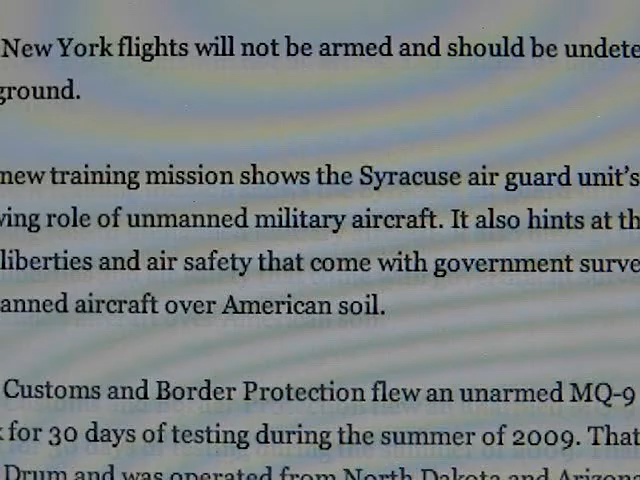 New York flights will not be armed and should be undete
ground.
new training mission shows the Syracuse air guard unit's
ving role of unmanned military aircraft. It also hints at th
liberties and air safety that come with government surve
anned aircraft over American soil.
Customs and Border Protection flew an unarmed MQ-9
for 30 days of testing during the summer of 2009. That
Drum and was operated from North Dakota and Arizona